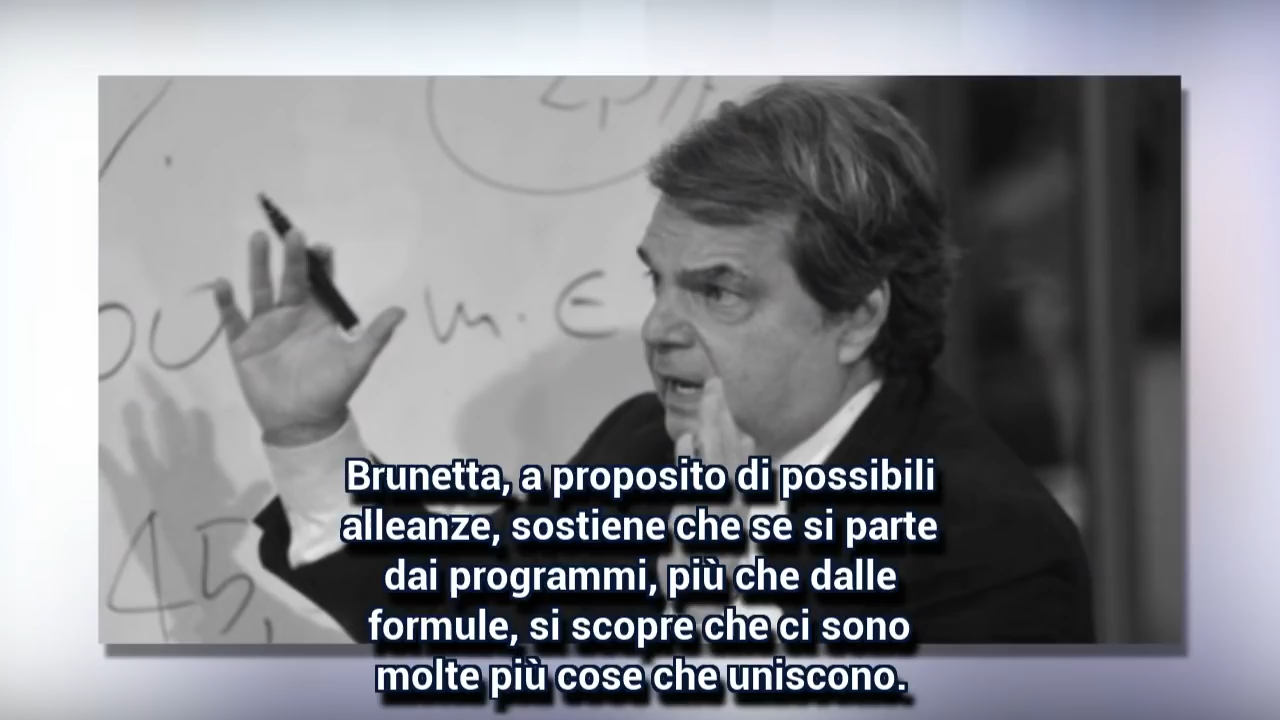 m. E
45,
Brunetta, a proposito di possibili
alleanze, sostiene che se si parte
dai programmi, più che dalle
formule, si scopre che ci sono
molte più cose che uniscono.